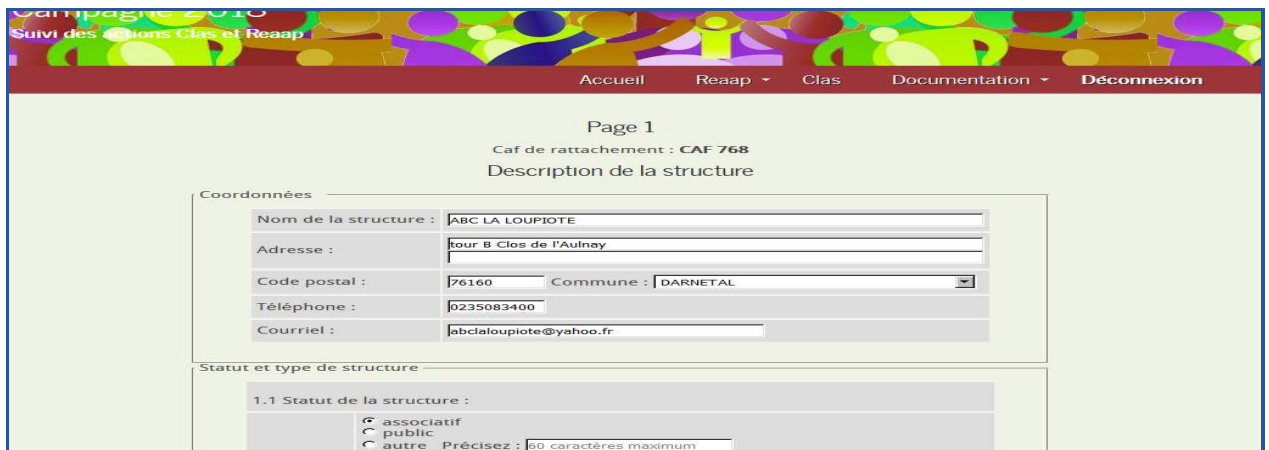 Campagne 2018
Suivi des actions Clas et Reaap
Accueil Reaap Clas Documentation Déconnexion
Page 1
Caf de rattachement : CAF 768
Description de la structure
Coordonnées
Nom de la structure : ABC LA LOUPIOTE
Adresse : tour B Clos de l'Aulnay
Code postal : 76160 Commune : DARNETAL
Téléphone : 0235083400
Courriel : abclaloupiote@yahoo.fr
Statut et type de structure
1.1 Statut de la structure :
associatif
public
autre Précisez : 60 caractères maximum